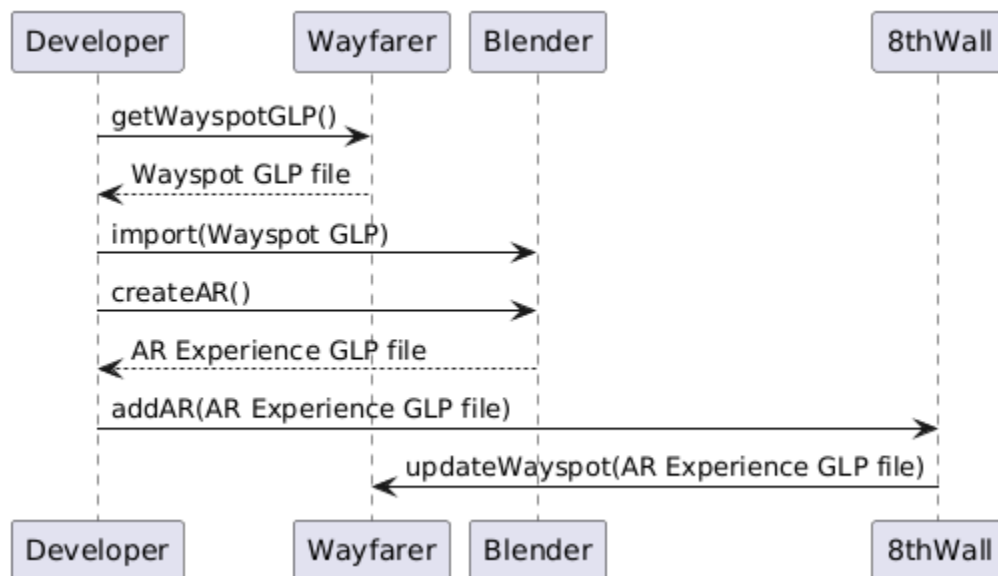 Developer Wayfarer Blender 8thWall
getWayspotGLP()
Wayspot GLP file
import(Wayspot GLP)
createAR()
AR Experience GLP file
addAR(AR Experience GLP file)
updateWayspot(AR Experience GLP file)
Developer Wayfarer Blender 8thWall